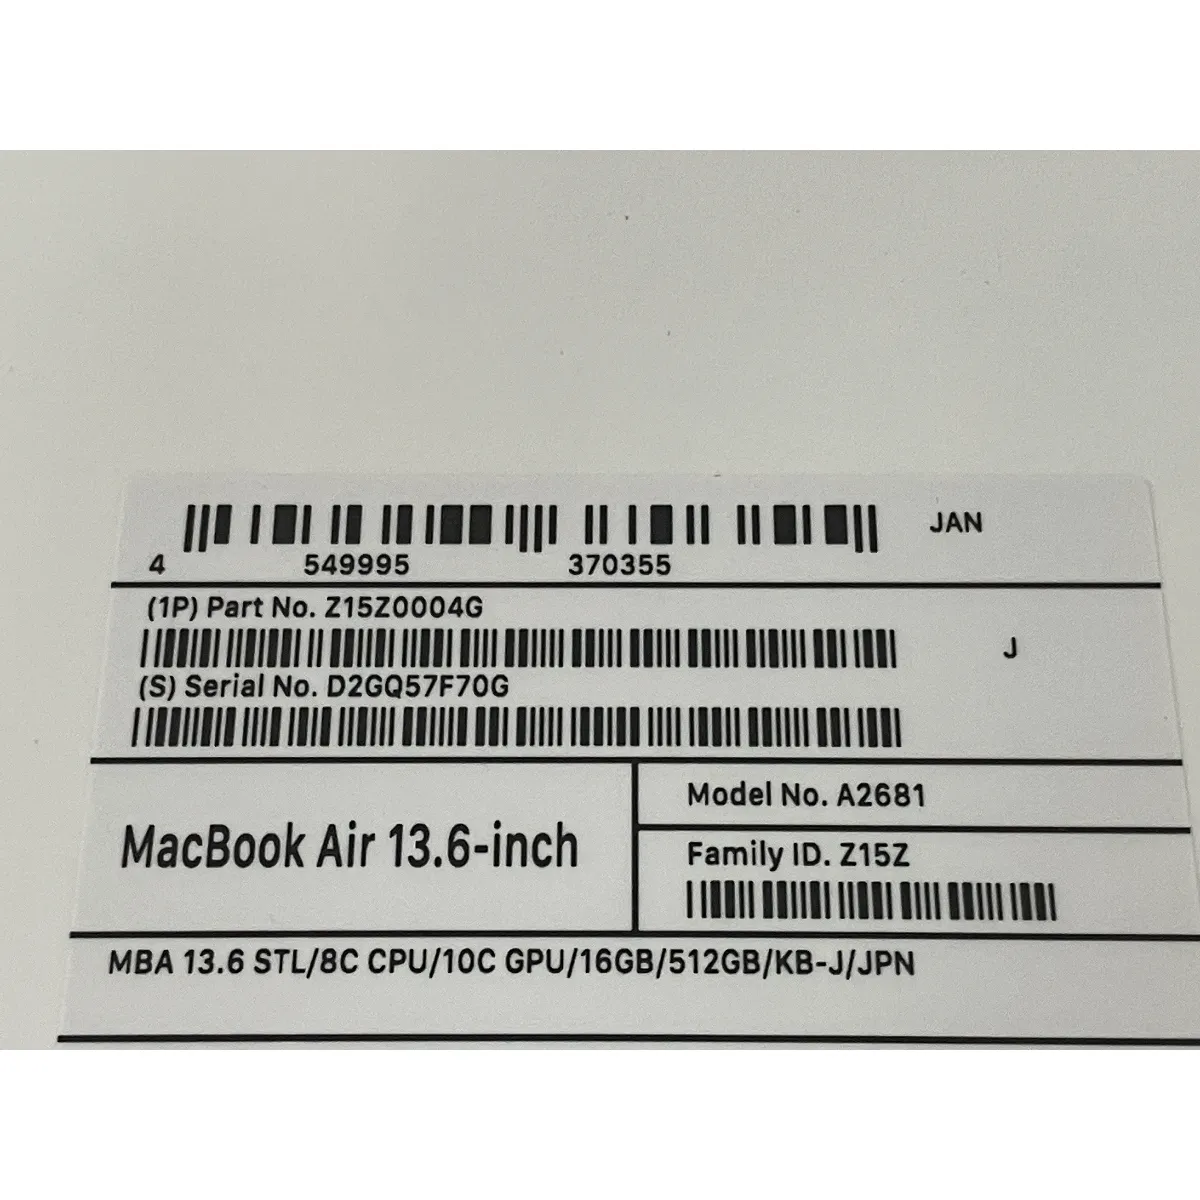 JAN
4 549995 370355
(1P) Part No. Z15Z0004G
J
(S) Serial No. D2GQ57F70G
MacBook Air 13.6-inch
Model No. A2681
Family ID. Z15Z
MBA 13.6 STL/8C CPU/10C GPU/16GB/512GB/KB-J/JPN